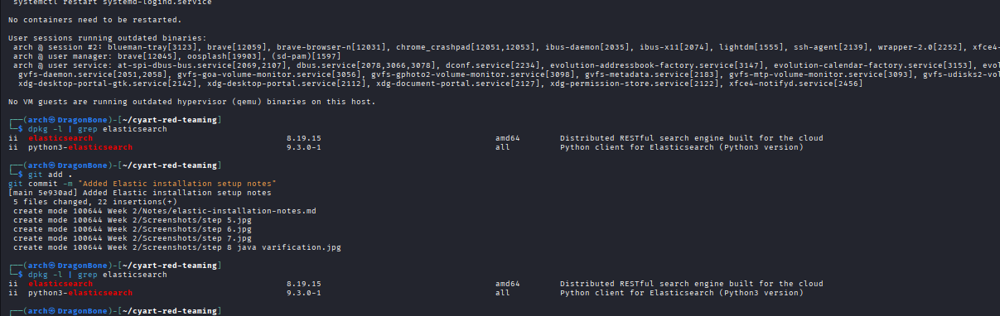 systemctl restart systemd-logind.service
No containers need to be restarted.
User sessions running outdated binaries:
arch @ session #2: blueman-tray[3123], brave[12059], brave-browser-n[12031], chrome_crashpad[12051,12053], ibus-daemon[2035], ibus-x11[2074], lightdm[1555], ssh-agent[2139], wrapper-2.0[2252], xfce4-
arch @ user manager: brave[12045], oosplash[19903], (sd-pam)[1597]
arch @ user service: at-spi-dbus-bus.service[2069,2107], dbus.service[2078,3066,3078], dconf.service[2234], evolution-addressbook-factory.service[3147], evolution-calendar-factory.service[3153], evol
gvfs-daemon.service[2051,2058], gvfs-goa-volume-monitor.service[3056], gvfs-gphoto2-volume-monitor.service[3098], gvfs-metadata.service[2183], gvfs-mtp-volume-monitor.service[3093], gvfs-udisks2-vol
xdg-desktop-portal-gtk.service[2142], xdg-desktop-portal.service[2112], xdg-document-portal.service[2127], xdg-permission-store.service[2122], xfce4-notifyd.service[2456]
No VM guests are running outdated hypervisor (qemu) binaries on this host.
┌──(arch㉿DragonBone)-[~/cyart-red-teaming]
└─$ dpkg -l | grep elasticsearch
ii  elasticsearch  8.19.15  amd64  Distributed RESTful search engine built for the cloud
ii  python3-elasticsearch  9.3.0-1  all  Python client for Elasticsearch (Python3 version)
┌──(arch㉿DragonBone)-[~/cyart-red-teaming]
└─$ git add .
git commit -m "Added Elastic installation setup notes"
[main 5e930ad] Added Elastic installation setup notes
5 files changed, 22 insertions(+)
create mode 100644 Week 2/Notes/elastic-installation-notes.md
create mode 100644 Week 2/Screenshots/step 5.jpg
create mode 100644 Week 2/Screenshots/step 6.jpg
create mode 100644 Week 2/Screenshots/step 7.jpg
create mode 100644 Week 2/Screenshots/step 8 java varification.jpg
┌──(arch㉿DragonBone)-[~/cyart-red-teaming]
└─$ dpkg -l | grep elasticsearch
ii  elasticsearch  8.19.15  amd64  Distributed RESTful search engine built for the cloud
ii  python3-elasticsearch  9.3.0-1  all  Python client for Elasticsearch (Python3 version)
┌──(arch㉿DragonBone)-[~/cyart-red-teaming]